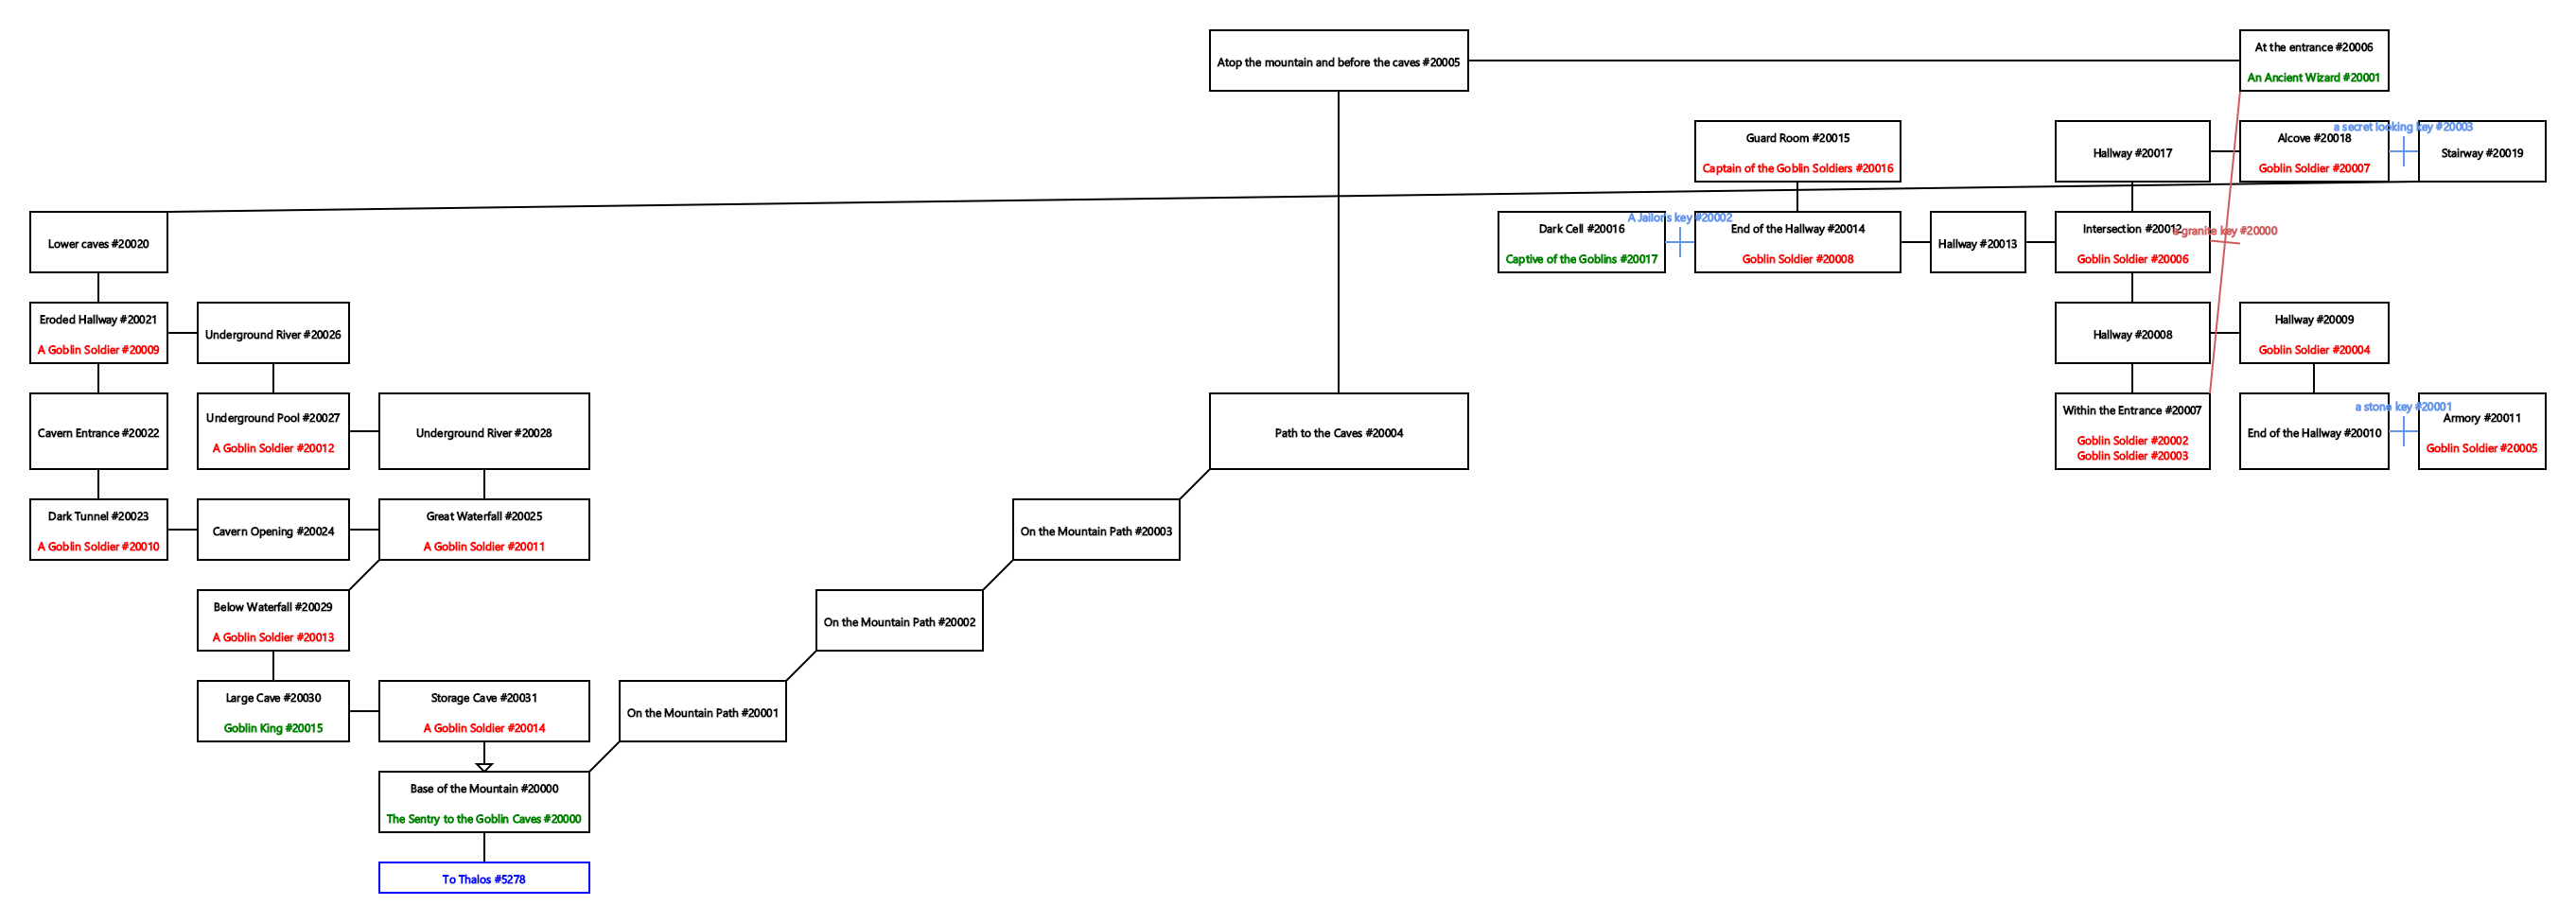 Atop the mountain and before the caves #20005
At the entrance #20006
An Ancient Wizard #20001
Guard Room #20015
Captain of the Goblin Soldiers #20016
Hallway #20017
Alcove #20018
Goblin Soldier #20007
a secret looking key #20003
Stairway #20019
Lower caves #20020
Dark Cell #20016
Captive of the Goblins #20017
A Jailor's key #20002
End of the Hallway #20014
Goblin Soldier #20008
Hallway #20013
Intersection #20012
Goblin Soldier #20006
a granite key #20000
Eroded Hallway #20021
A Goblin Soldier #20009
Underground River #20026
Hallway #20008
Hallway #20009
Goblin Soldier #20004
Cavern Entrance #20022
Underground Pool #20027
A Goblin Soldier #20012
Underground River #20028
Path to the Caves #20004
Within the Entrance #20007
Goblin Soldier #20002
Goblin Soldier #20003
End of the Hallway #20010
a stone key #20001
Armory #20011
Goblin Soldier #20005
Dark Tunnel #20023
A Goblin Soldier #20010
Cavern Opening #20024
Great Waterfall #20025
A Goblin Soldier #20011
On the Mountain Path #20003
Below Waterfall #20029
A Goblin Soldier #20013
On the Mountain Path #20002
Large Cave #20030
Goblin King #20015
Storage Cave #20031
A Goblin Soldier #20014
On the Mountain Path #20001
Base of the Mountain #20000
The Sentry to the Goblin Caves #20000
To Thalos #5278